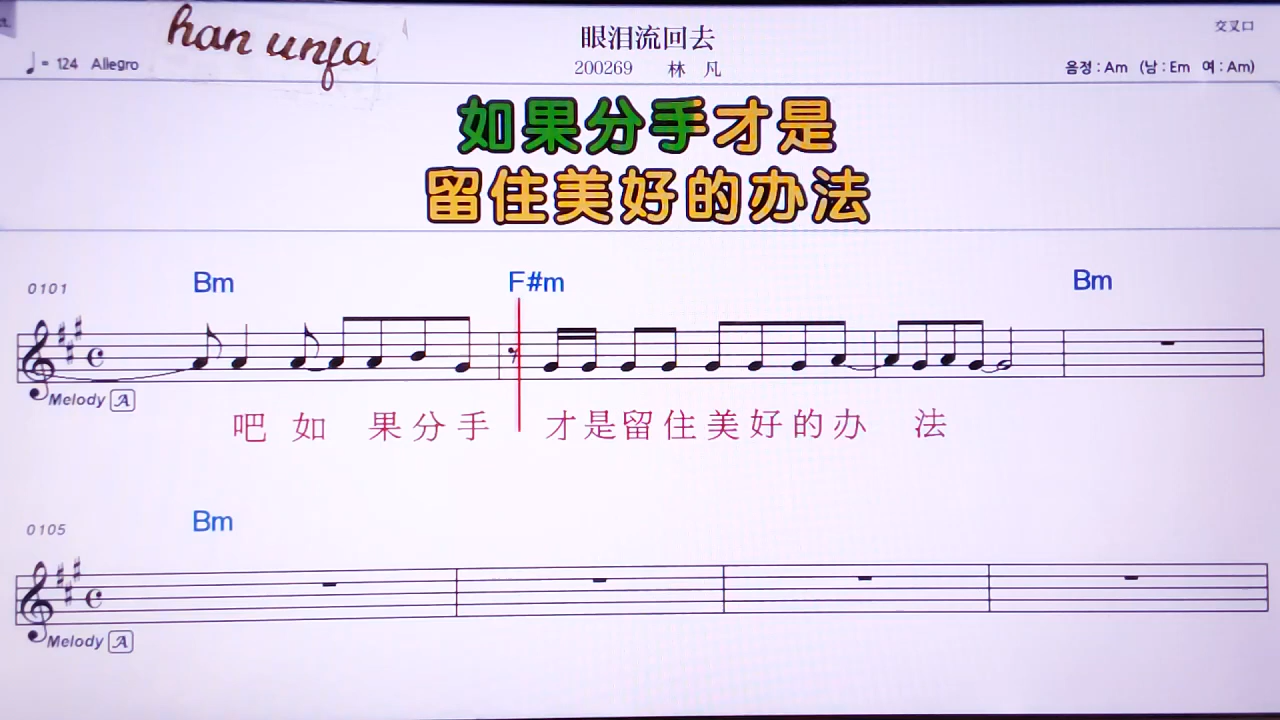 han unfa
眼泪流回去
交叉口
♩= 124 Allegro
200269 林 凡
음정 : Am (남 : Em 여 : Am)
如果分手才是
留住美好的办法
0101
Bm F#m Bm
Melody A
吧 如 果 分 手 才 是 留 住 美 好 的 办 法
0105
Bm
Melody A